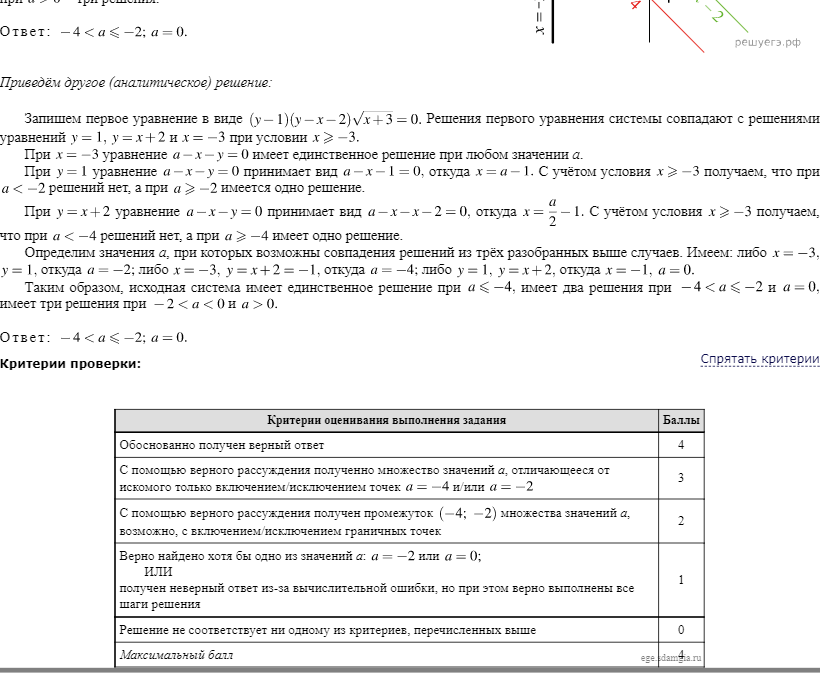 при a > 0 — три решения.
Ответ: −4 < a ⩽ −2; a = 0.
x = −
4
x − 2
решуегэ.рф
Приведём другое (аналитическое) решение:
Запишем первое уравнение в виде (y − 1)(y − x − 2)√(x + 3) = 0. Решения первого уравнения системы совпадают с решениями
уравнений y = 1, y = x + 2 и x = −3 при условии x ⩾ −3.
При x = −3 уравнение a − x − y = 0 имеет единственное решение при любом значении a.
При y = 1 уравнение a − x − y = 0 принимает вид a − x − 1 = 0, откуда x = a − 1. С учётом условия x ⩾ −3 получаем, что при
a < −2 решений нет, а при a ⩾ −2 имеется одно решение.
При y = x + 2 уравнение a − x − y = 0 принимает вид a − x − x − 2 = 0, откуда x = a/2 − 1. С учётом условия x ⩾ −3 получаем,
что при a < −4 решений нет, а при a ⩾ −4 имеет одно решение.
Определим значения a, при которых возможны совпадения решений из трёх разобранных выше случаев. Имеем: либо x = −3,
y = 1, откуда a = −2; либо x = −3, y = x + 2 = −1, откуда a = −4; либо y = 1, y = x + 2, откуда x = −1, a = 0.
Таким образом, исходная система имеет единственное решение при a ⩽ −4, имеет два решения при −4 < a ⩽ −2 и a = 0,
имеет три решения при −2 < a < 0 и a > 0.
Ответ: −4 < a ⩽ −2; a = 0.
Критерии проверки:
Спрятать критерии
Критерии оценивания выполнения задания Баллы
Обоснованно получен верный ответ 4
С помощью верного рассуждения полученно множество значений a, отличающееся от
искомого только включением/исключением точек a = −4 и/или a = −2 3
С помощью верного рассуждения получен промежуток (−4; −2) множества значений a,
возможно, с включением/исключением граничных точек 2
Верно найдено хотя бы одно из значений a: a = −2 или a = 0;
ИЛИ
получен неверный ответ из-за вычислительной ошибки, но при этом верно выполнены все
шаги решения 1
Решение не соответствует ни одному из критериев, перечисленных выше 0
Максимальный балл 4
ege.sdamgia.ru